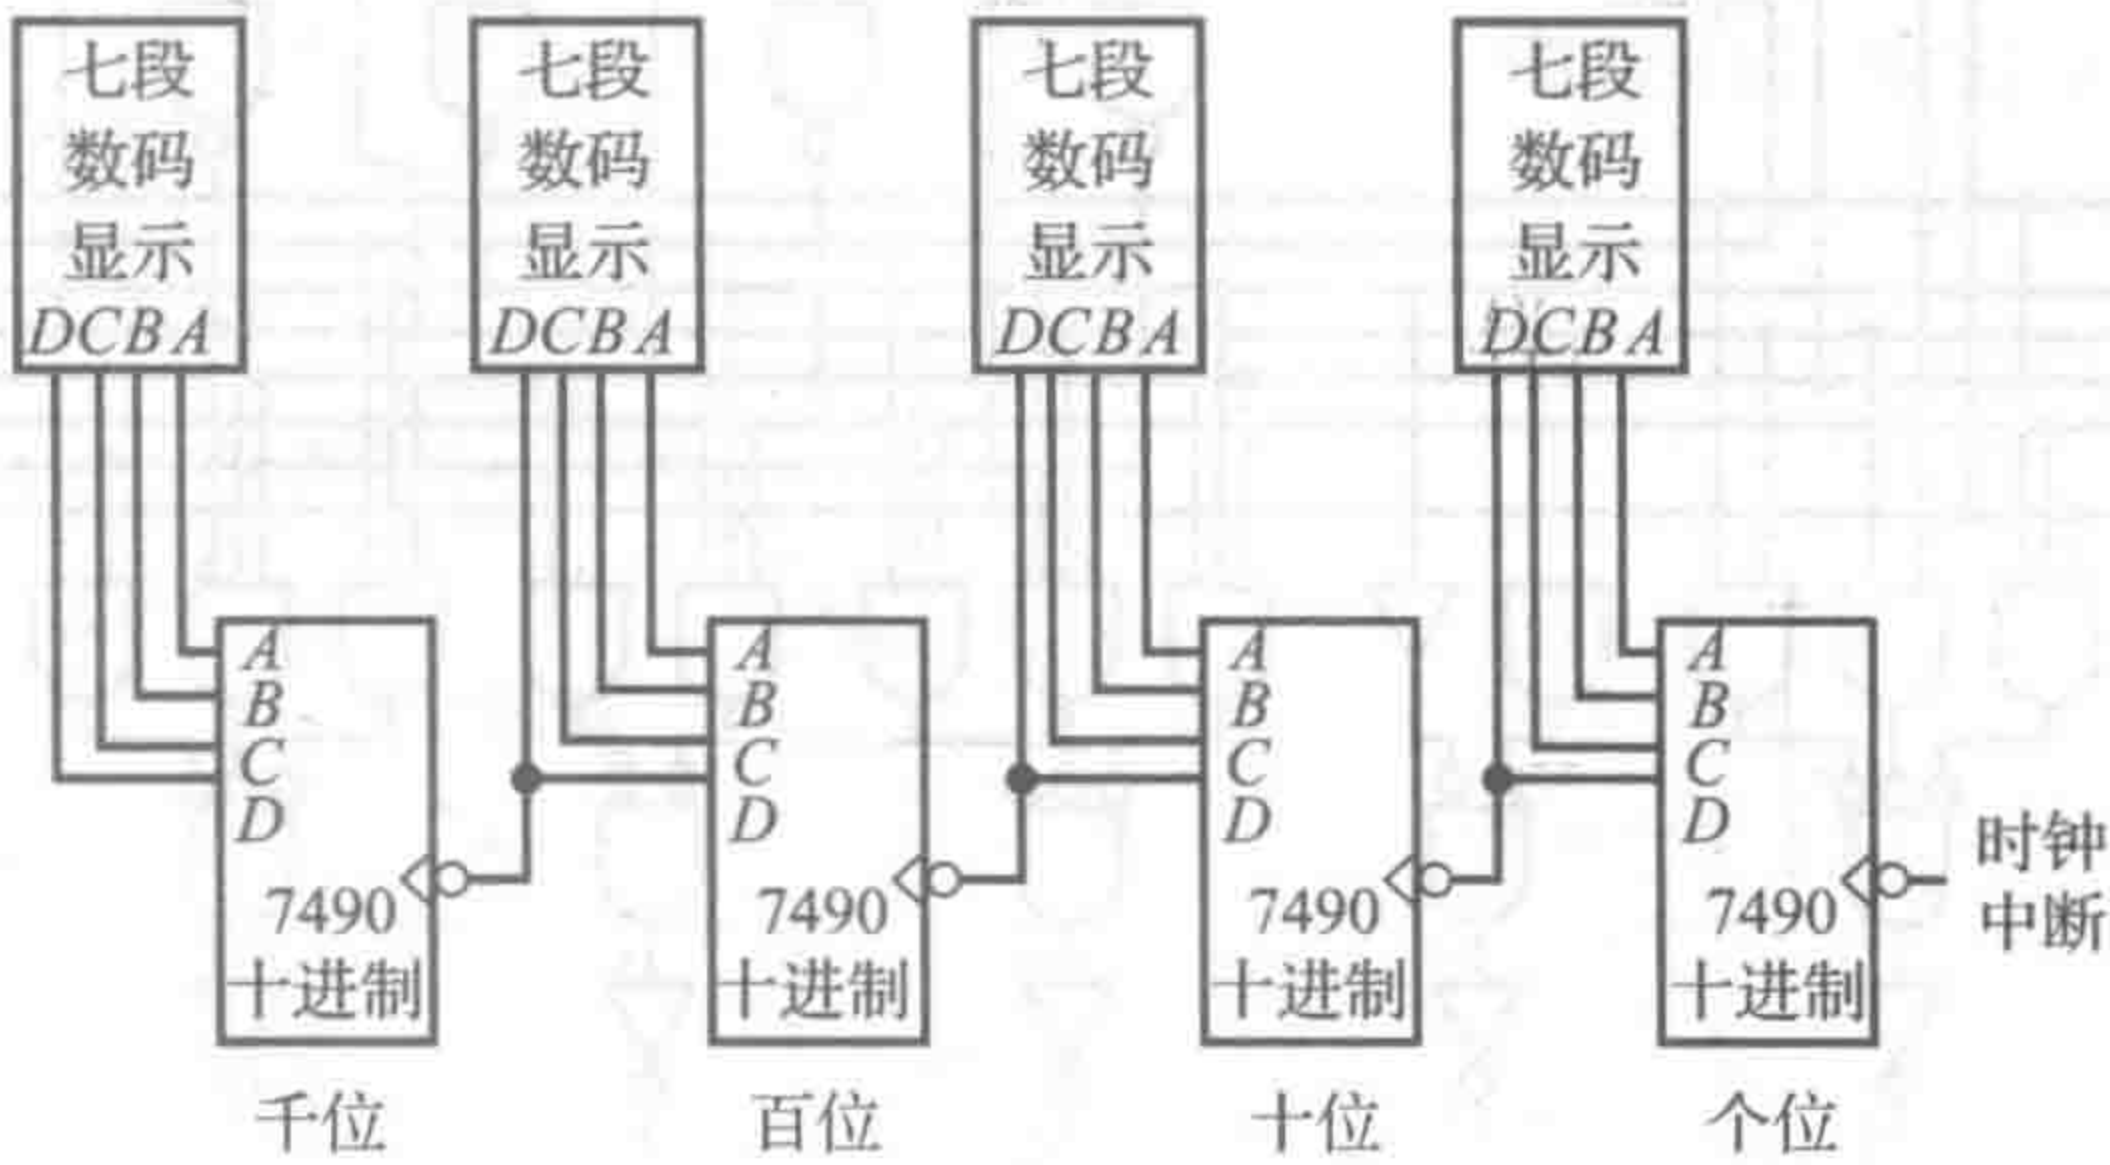 七段
数码
显示
DCBA
七段
数码
显示
DCBA
七段
数码
显示
DCBA
七段
数码
显示
DCBA
A
B
C
D
7490
十进制
A
B
C
D
7490
十进制
A
B
C
D
7490
十进制
A
B
C
D
7490
十进制
时钟
中断
千位
百位
十位
个位